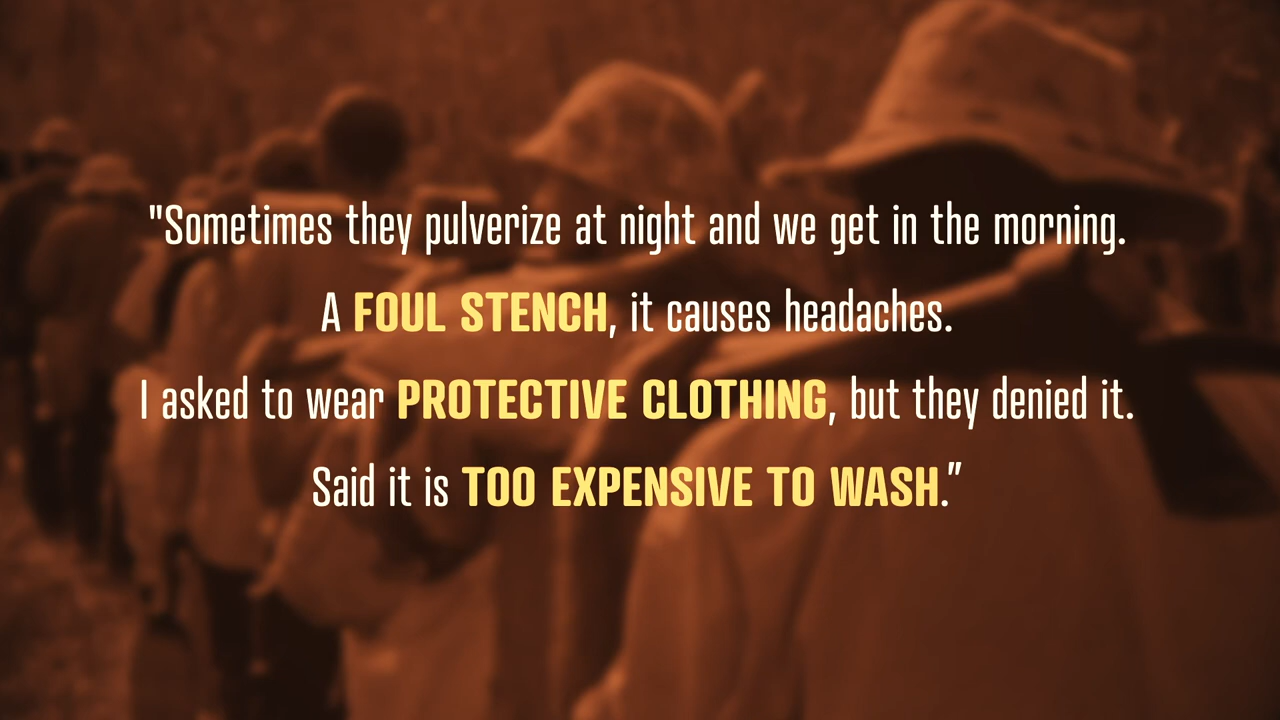 "Sometimes they pulverize at night and we get in the morning.
A FOUL STENCH, it causes headaches.
I asked to wear PROTECTIVE CLOTHING, but they denied it.
Said it is TOO EXPENSIVE TO WASH.”